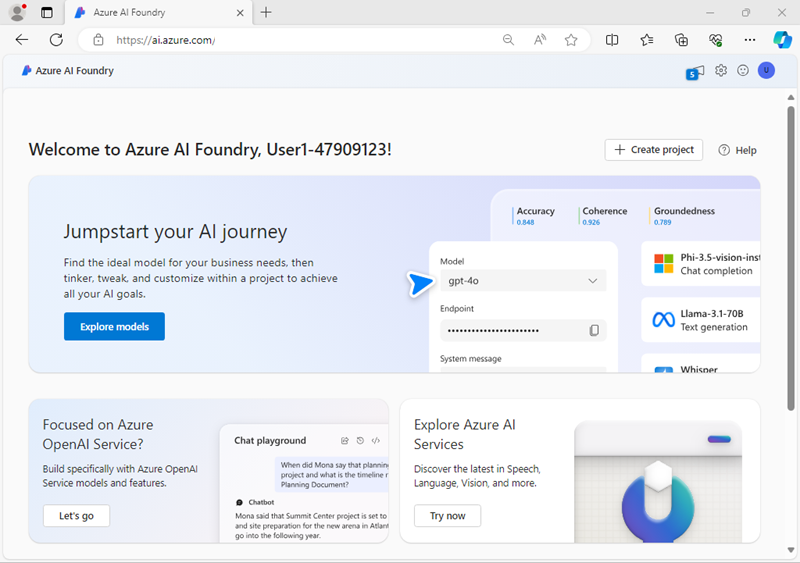 Azure AI Foundry
https://ai.azure.com/
Azure AI Foundry
5
U
Welcome to Azure AI Foundry, User1-47909123!
Create project
Help
Jumpstart your AI journey
Find the ideal model for your business needs, then
tinker, tweak, and customize within a project to achieve
all your AI goals.
Explore models
Accuracy
0.848
Coherence
0.926
Groundedness
0.789
Model
gpt-4o
Endpoint
System message
Phi-3.5-vision-inst
Chat completion
Llama-3.1-70B
Text generation
Whisper
Focused on Azure
OpenAI Service?
Build specifically with Azure OpenAI
Service models and features.
Let's go
Chat playground
When did Mona say that planning
project and what is the timeline
Planning Document?
Chatbot
Mona said that Summit Center project is set to
and site preparation for the new arena in Atlant
go into the following year.
Explore Azure AI
Services
Discover the latest in Speech,
Language, Vision, and more.
Try now